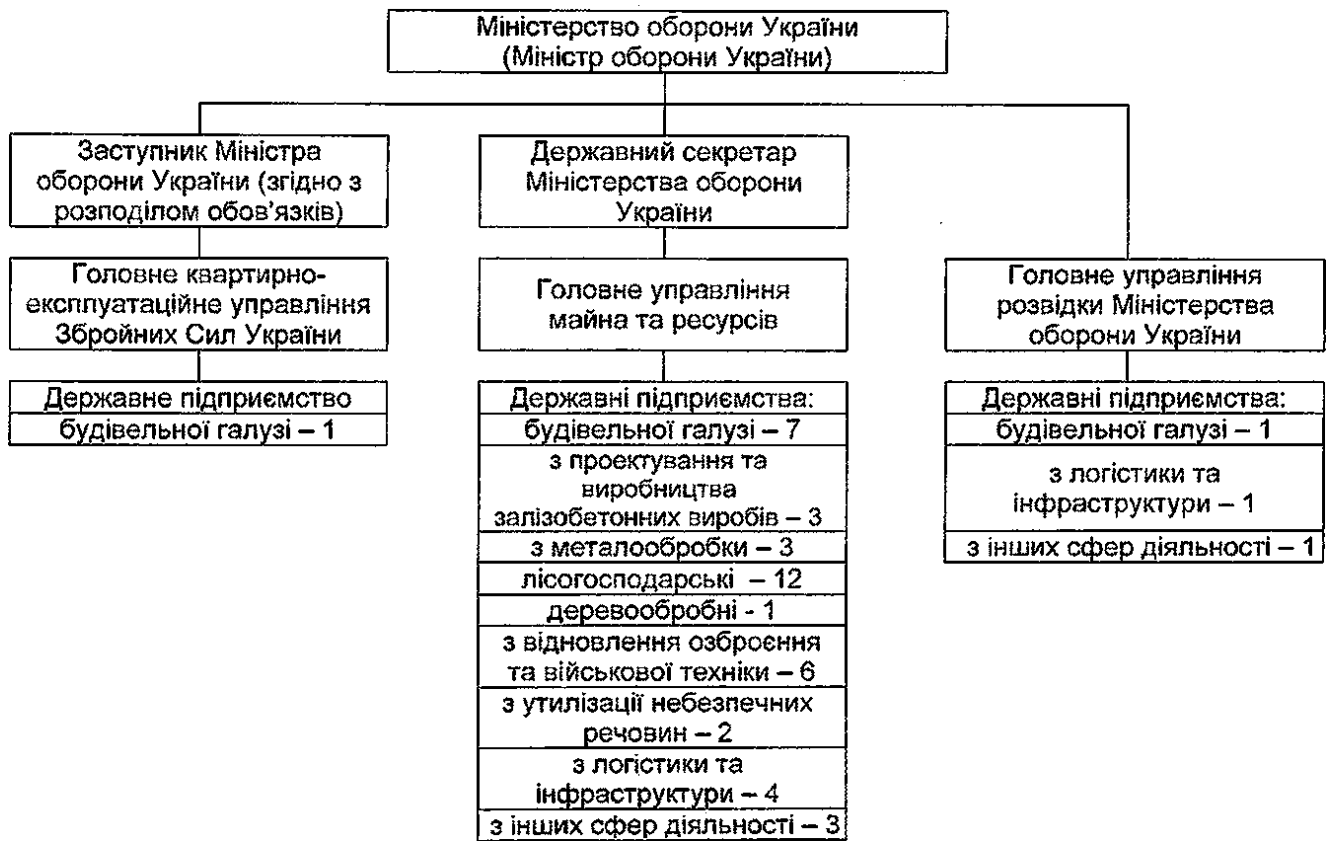 Міністерство оборони України
(Міністр оборони України)
Заступник Міністра
оборони України (згідно з
розподілом обов'язків)
Державний секретар
Міністерства оборони
України
Головне квартирно-
експлуатаційне управління
Збройних Сил України
Головне управління
майна та ресурсів
Головне управління
розвідки Міністерства
оборони України
Державне підприємство
будівельної галузі – 1
Державні підприємства:
будівельної галузі – 7
з проектування та
виробництва
залізобетонних виробів – 3
з металообробки – 3
лісогосподарські – 12
деревообробні - 1
з відновлення озброєння
та військової техніки – 6
з утилізації небезпечних
речовин – 2
з логістики та
інфраструктури – 4
з інших сфер діяльності – 3
Державні підприємства:
будівельної галузі – 1
з логістики та
інфраструктури – 1
з інших сфер діяльності – 1